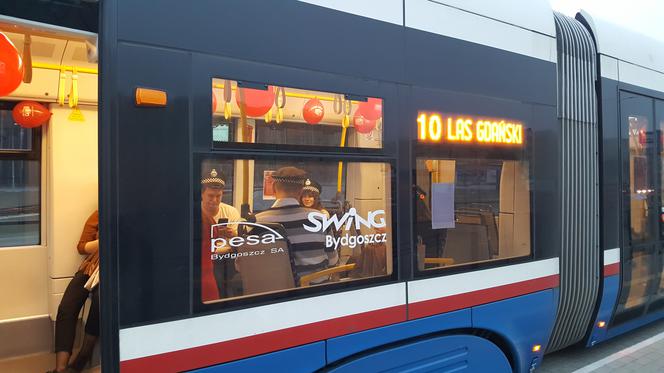 10 LAS GDAŃSKI
pesa
Bydgoszcz SA
SWING
Bydgoszcz